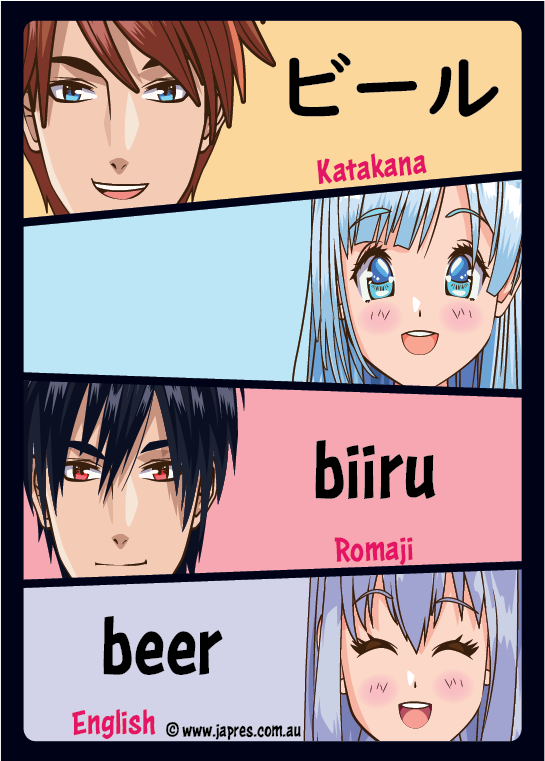 ビール
Katakana
biiru
Romaji
beer
English © www.japres.com.au